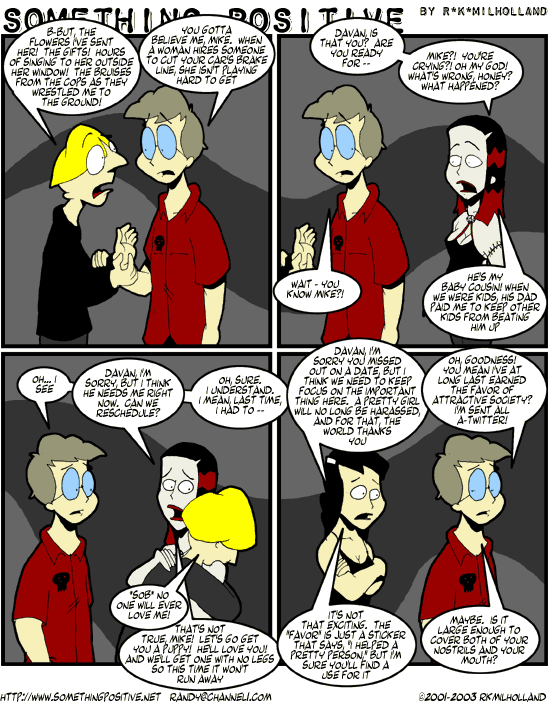 SOMETHING POSITIVE
BY R*K*MILHOLLAND
B-BUT, THE
FLOWERS I'VE SENT
HER! THE GIFTS! HOURS
OF SINGING TO HER OUTSIDE
HER WINDOW! THE BRUISES
FROM THE COPS AS THEY
WRESTLED ME TO
THE GROUND!
YOU GOTTA
BELIEVE ME, MIKE. WHEN
A WOMAN HIRES SOMEONE
TO CUT YOUR CAR'S BRAKE
LINE, SHE ISN'T PLAYING
HARD TO GET
DAVAN, IS
THAT YOU? ARE
YOU READY
FOR --
MIKE?! YOU'RE
CRYING?! OH MY GOD!
WHAT'S WRONG, HONEY?
WHAT HAPPENED?
WAIT - YOU
KNOW MIKE?!
HE'S MY
BABY COUSIN! WHEN
WE WERE KIDS, HIS DAD
PAID ME TO KEEP OTHER
KIDS FROM BEATING
HIM UP
OH... I
SEE
DAVAN, I'M
SORRY, BUT I THINK
HE NEEDS ME RIGHT
NOW. CAN WE
RESCHEDULE?
OH, SURE.
I UNDERSTAND.
I MEAN, LAST TIME,
I HAD TO --
*SOB* NO
ONE WILL EVER
LOVE ME!
THAT'S NOT
TRUE, MIKE! LET'S GO GET
YOU A PUPPY! HE'LL LOVE YOU!
AND WE'LL GET ONE WITH NO LEGS
SO THIS TIME IT WON'T
RUN AWAY
DAVAN, I'M
SORRY YOU MISSED
OUT ON A DATE, BUT I
THINK WE NEED TO KEEP
FOCUS ON THE IMPORTANT
THING HERE. A PRETTY GIRL
WILL NO LONG BE HARASSED,
AND FOR THAT, THE
WORLD THANKS
YOU
OH, GOODNESS!
YOU MEAN I'VE AT
LONG LAST EARNED
THE FAVOR OF
ATTRACTIVE SOCIETY?
I'M SENT ALL
A-TWITTER!
IT'S NOT
THAT EXCITING. THE
"FAVOR" IS JUST A STICKER
THAT SAYS, "I HELPED A
PRETTY PERSON," BUT I'M
SURE YOU'LL FIND A
USE FOR IT
MAYBE. IS IT
LARGE ENOUGH TO
COVER BOTH OF YOUR
NOSTRILS AND YOUR
MOUTH?
HTTP://WWW.SOMETHINGPOSITIVE.NET RANDY@CHANNEL1.COM ©2001-2003 RKMILHOLLAND